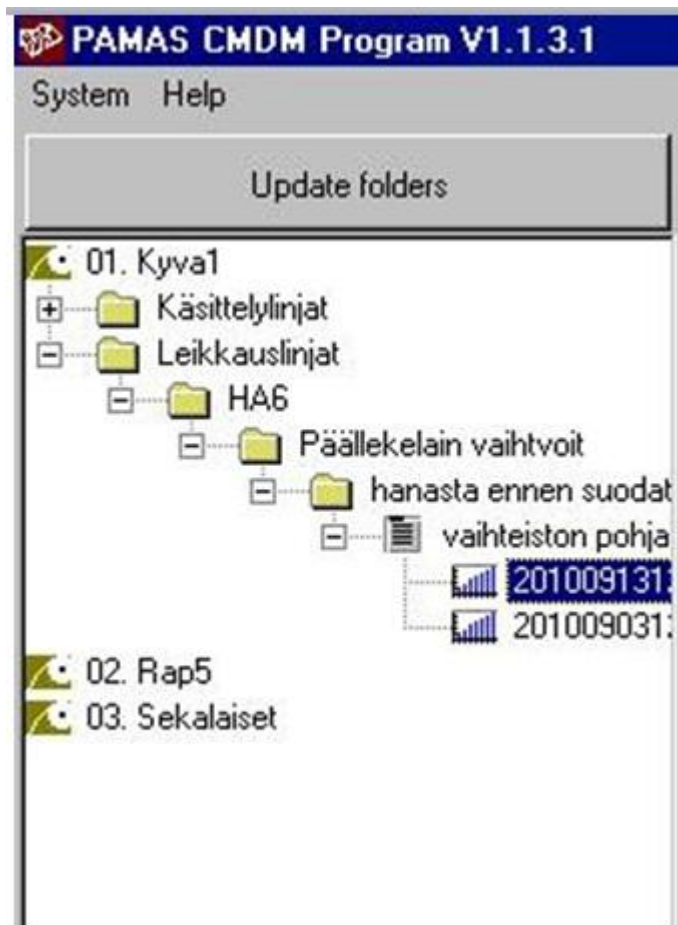 PAMAS CMDM Program V1.1.3.1
System Help
Update folders
01. Kyva1
Käsittelylinjat
Leikkauslinjat
HA6
Päällekelain vaihtvoit
hanasta ennen suodat
vaihteiston pohja
201009131
201009031
02. Rap5
03. Sekalaiset